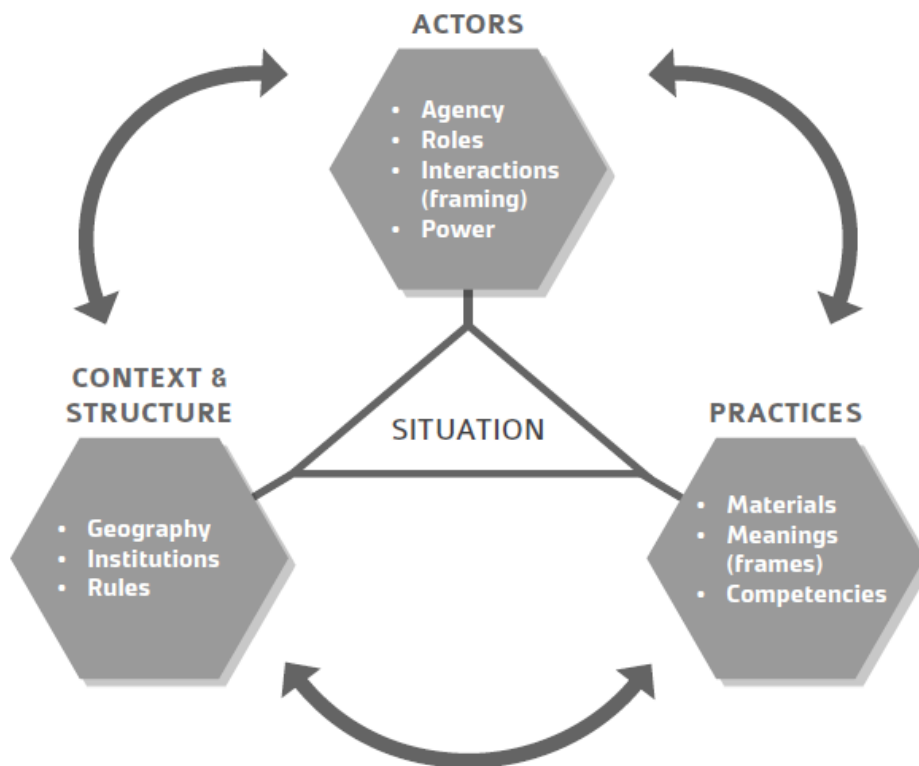 ACTORS
• Agency
• Roles
• Interactions
(framing)
• Power
CONTEXT &
STRUCTURE
• Geography
• Institutions
• Rules
SITUATION
PRACTICES
• Materials
• Meanings
(frames)
• Competencies